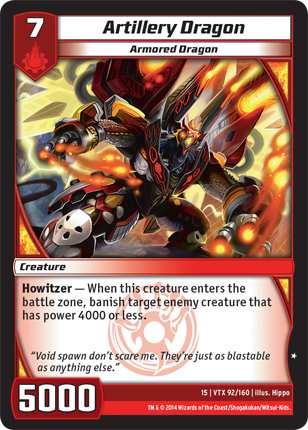 7
Artillery Dragon
Armored Dragon
Creature
Howitzer — When this creature enters the
battle zone, banish target enemy creature that
has power 4000 or less.
"Void spawn don't scare me. They're just as blastable
as anything else."
5000
15 | VTX 92/160 | illus. Hippo
TM & © 2014 Wizards of the Coast/Shogakukan/Mitsui-Kids.